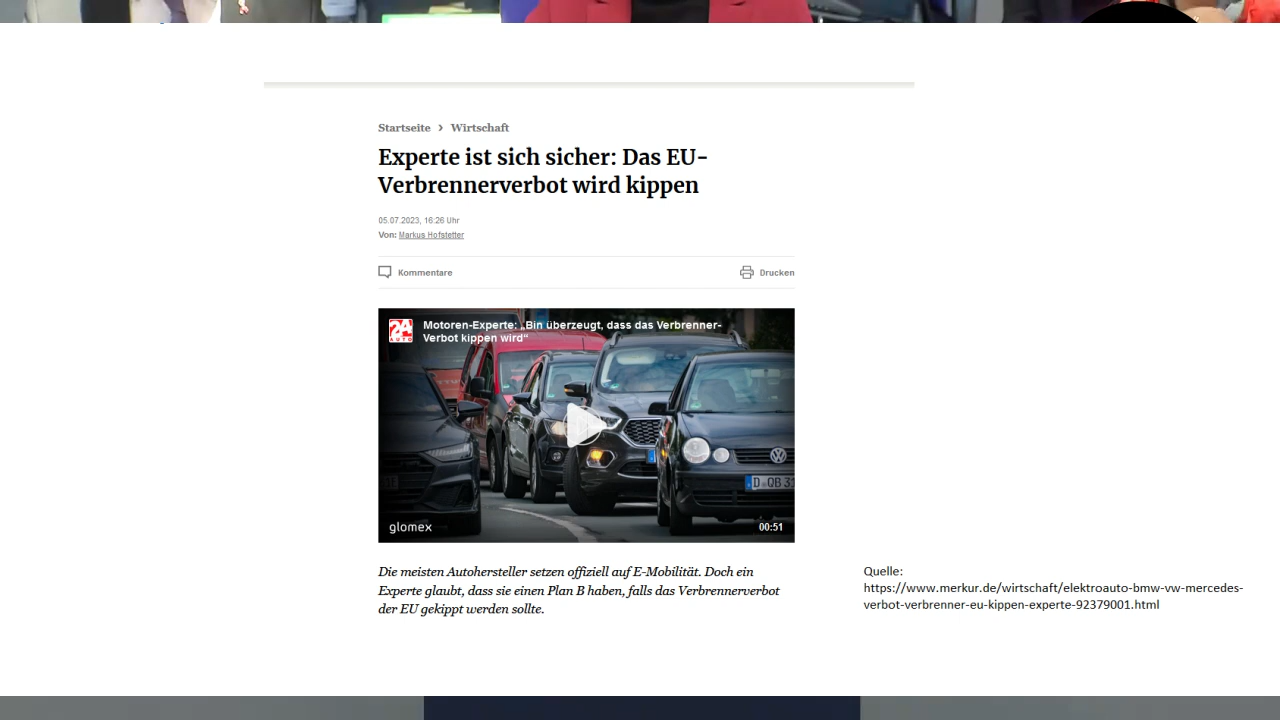 Startseite > Wirtschaft
Experte ist sich sicher: Das EU-
Verbrennerverbot wird kippen
05.07.2023, 16:26 Uhr
Von: Markus Hofstetter
Kommentare
Drucken
24
AUTO
Motoren-Experte: „Bin überzeugt, dass das Verbrenner-
Verbot kippen wird“
glomex
00:51
Die meisten Autohersteller setzen offiziell auf E-Mobilität. Doch ein
Experte glaubt, dass sie einen Plan B haben, falls das Verbrennerverbot
der EU gekippt werden sollte.
Quelle:
https://www.merkur.de/wirtschaft/elektroauto-bmw-vw-mercedes-
verbot-verbrenner-eu-kippen-experte-92379001.html